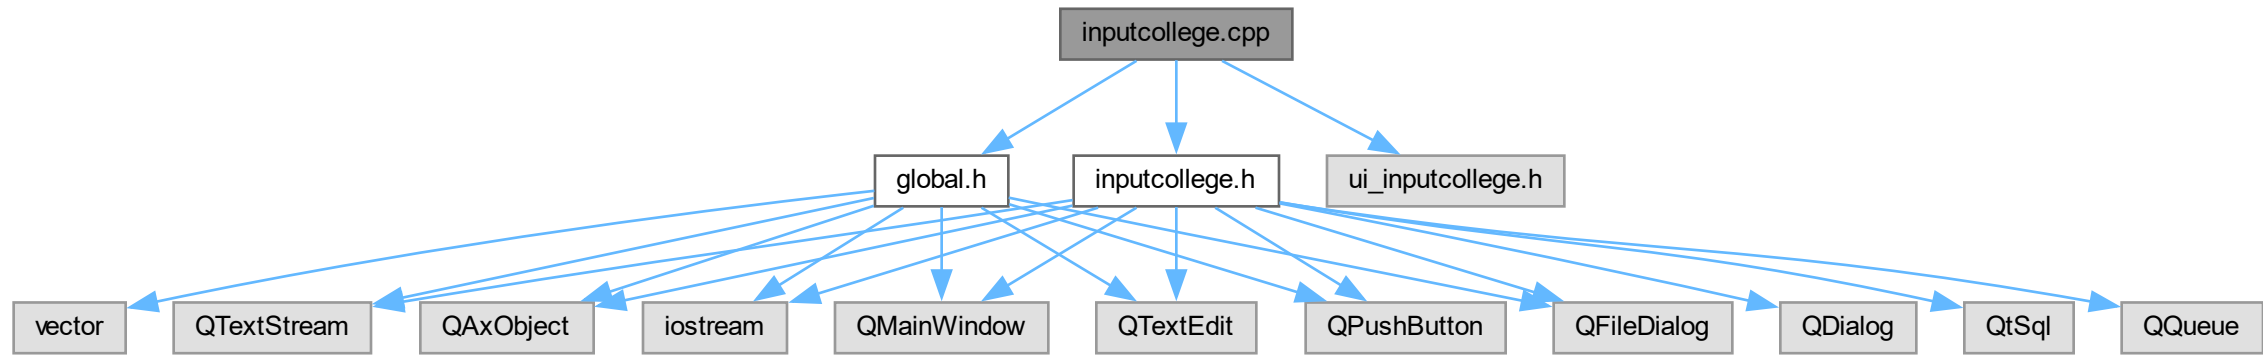 inputcollege.cpp
global.h
inputcollege.h
ui_inputcollege.h
vector
QTextStream
QAxObject
iostream
QMainWindow
QTextEdit
QPushButton
QFileDialog
QDialog
QtSql
QQueue